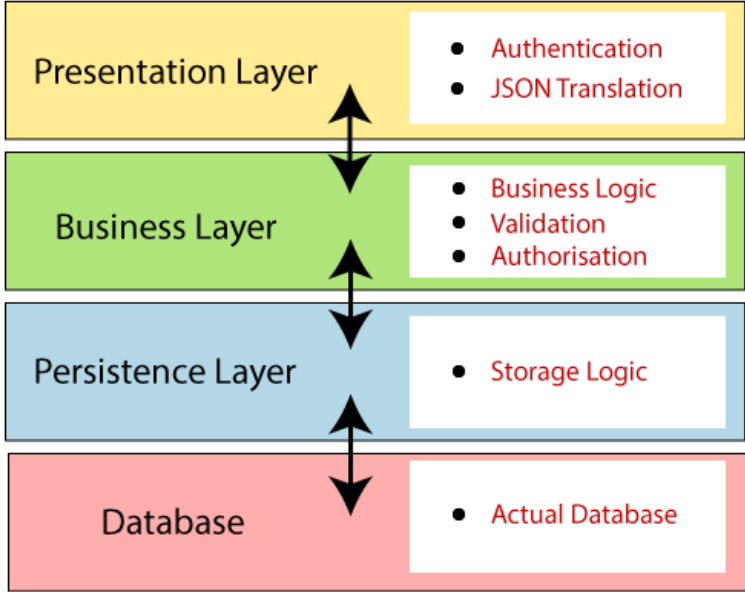 Presentation Layer
Authentication
JSON Translation
Business Layer
Business Logic
Validation
Authorisation
Persistence Layer
Storage Logic
Database
Actual Database